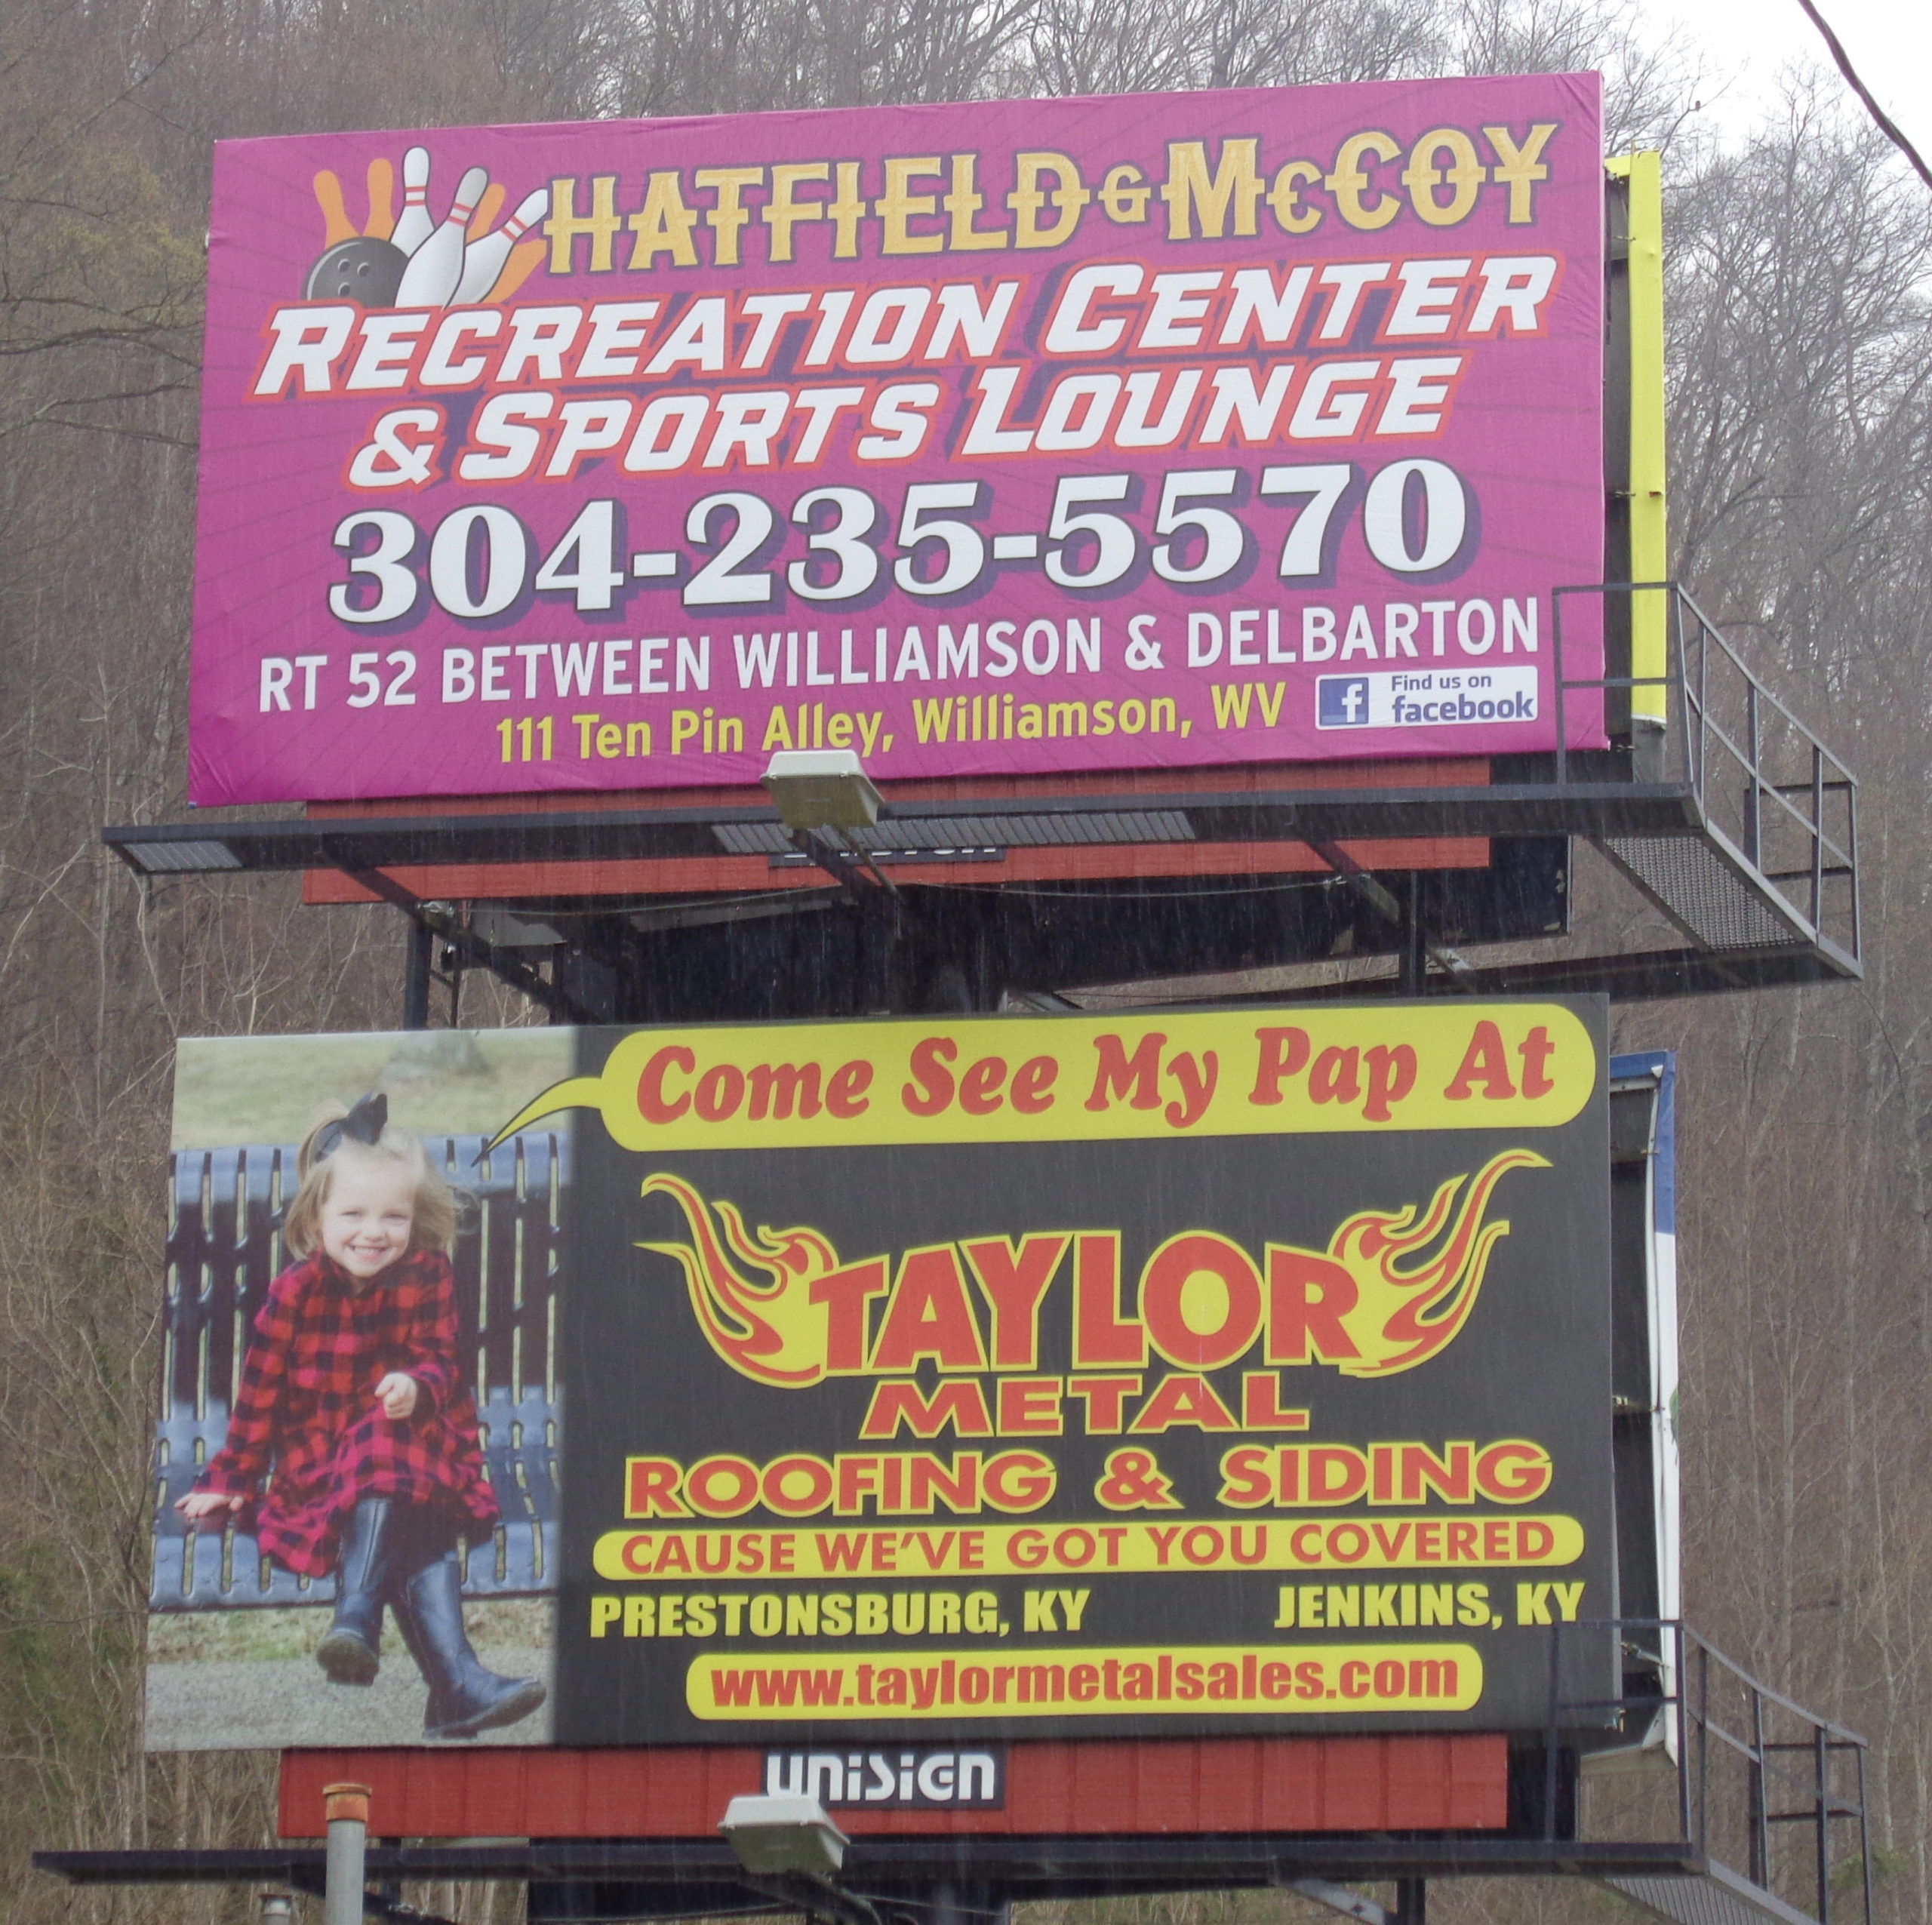 HATFIELD & McCOY
RECREATION CENTER
& SPORTS LOUNGE
304-235-5570
RT 52 BETWEEN WILLIAMSON & DELBARTON
111 Ten Pin Alley, Williamson, WV
f Find us on
facebook
Come See My Pap At
TAYLOR
METAL
ROOFING & SIDING
CAUSE WE'VE GOT YOU COVERED
PRESTONSBURG, KY JENKINS, KY
www.taylormetalsales.com
UNISIGN